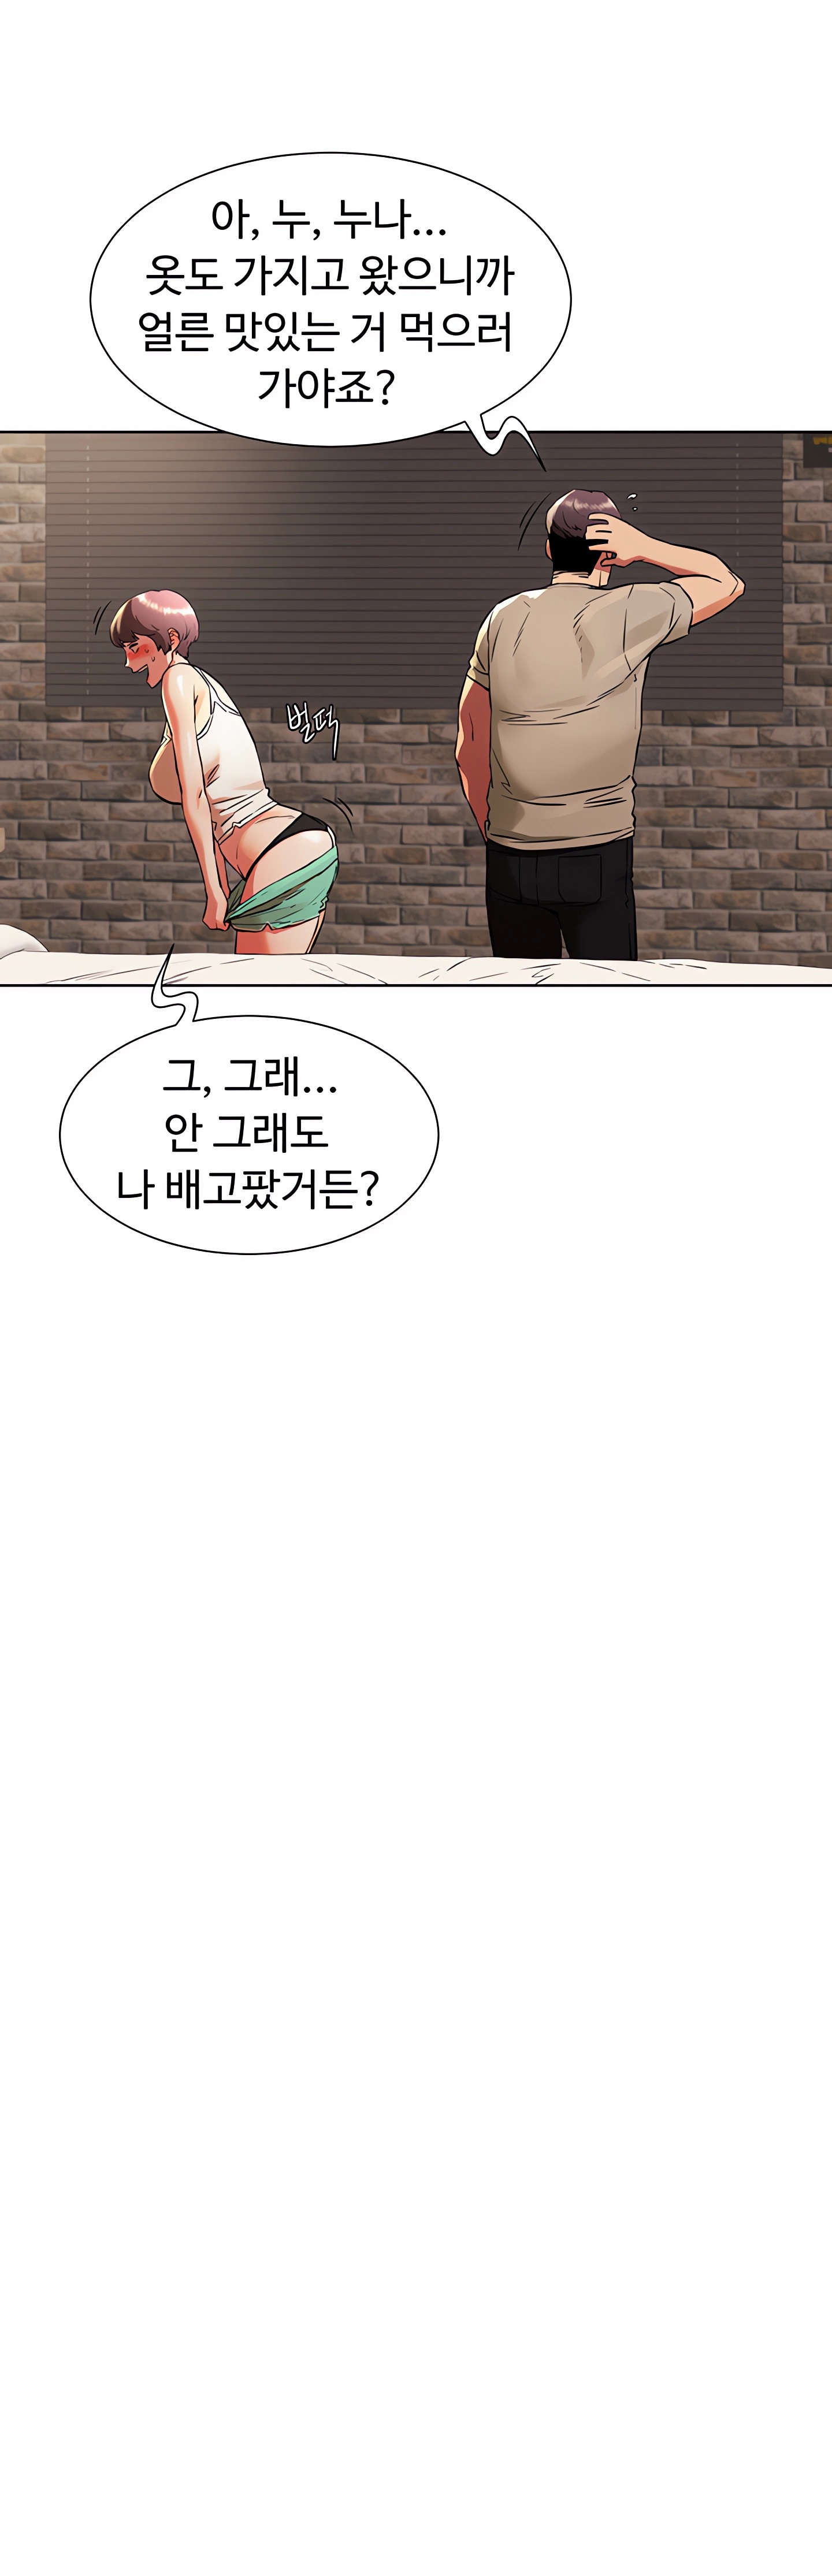 아, 누, 누나...
옷도 가지고 왔으니까
얼른 맛있는 거 먹으러
가야죠?
벌떡
그, 그래...
안 그래도
나 배고팠거든?